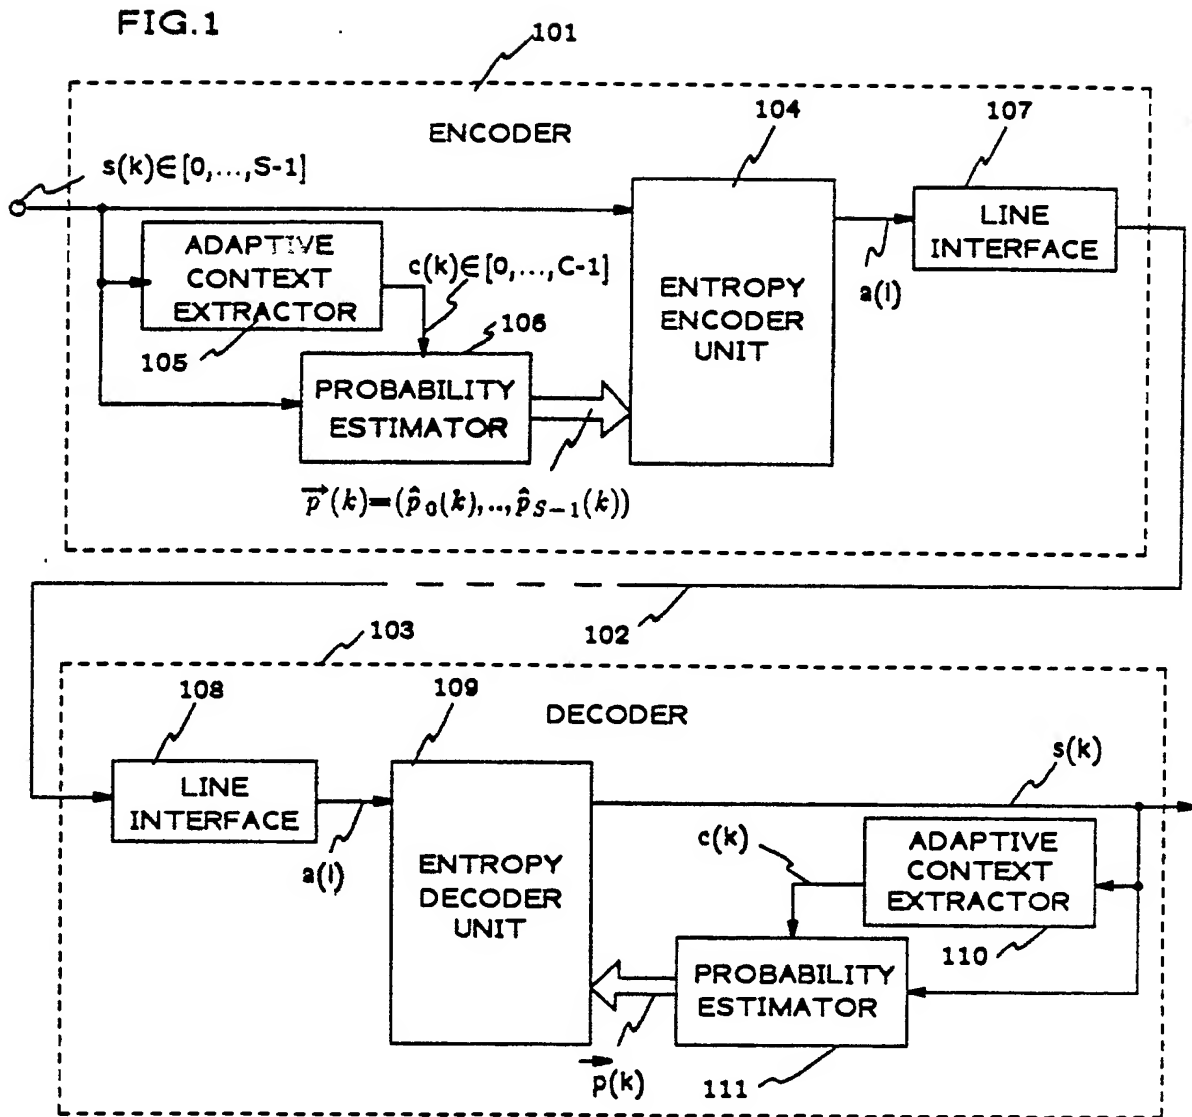 FIG.1
101
ENCODER
104
107
s(k)∈[0,...,S-1]
ADAPTIVE
CONTEXT
EXTRACTOR
105
c(k)∈[0,...,C-1]
106
PROBABILITY
ESTIMATOR
ENTROPY
ENCODER
UNIT
a(l)
LINE
INTERFACE
p⃗(k)=(p̂₀(k),..,p̂S−1(k))
102
103
108
109
DECODER
LINE
INTERFACE
a(l)
ENTROPY
DECODER
UNIT
s(k)
c(k)
ADAPTIVE
CONTEXT
EXTRACTOR
110
PROBABILITY
ESTIMATOR
p⃗(k)
111